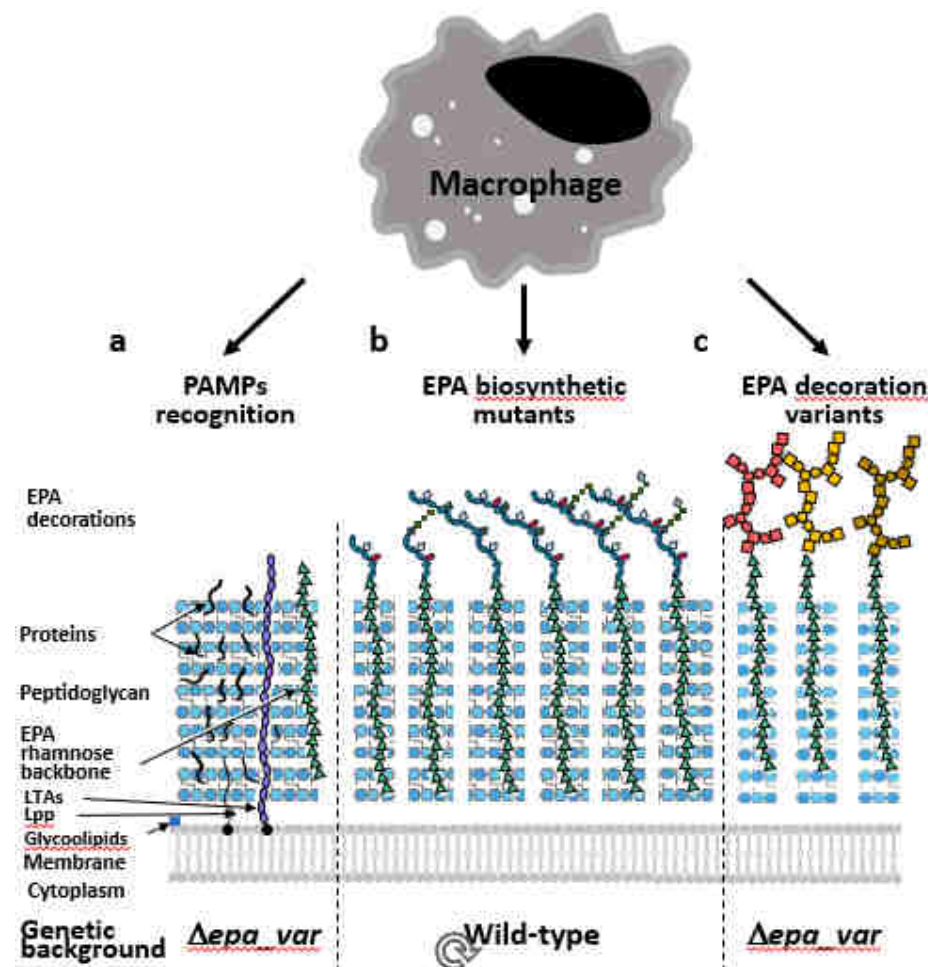 Macrophage
a
b
c
PAMPs
recognition
EPA biosynthetic
mutants
EPA decoration
variants
EPA
decorations
Proteins
Peptidoglycan
EPA
rhamnose
backbone
LTAs
Lpp
Glycoolipids
Membrane
Cytoplasm
Genetic
background
Δepa_var
Wild-type
Δepa_var